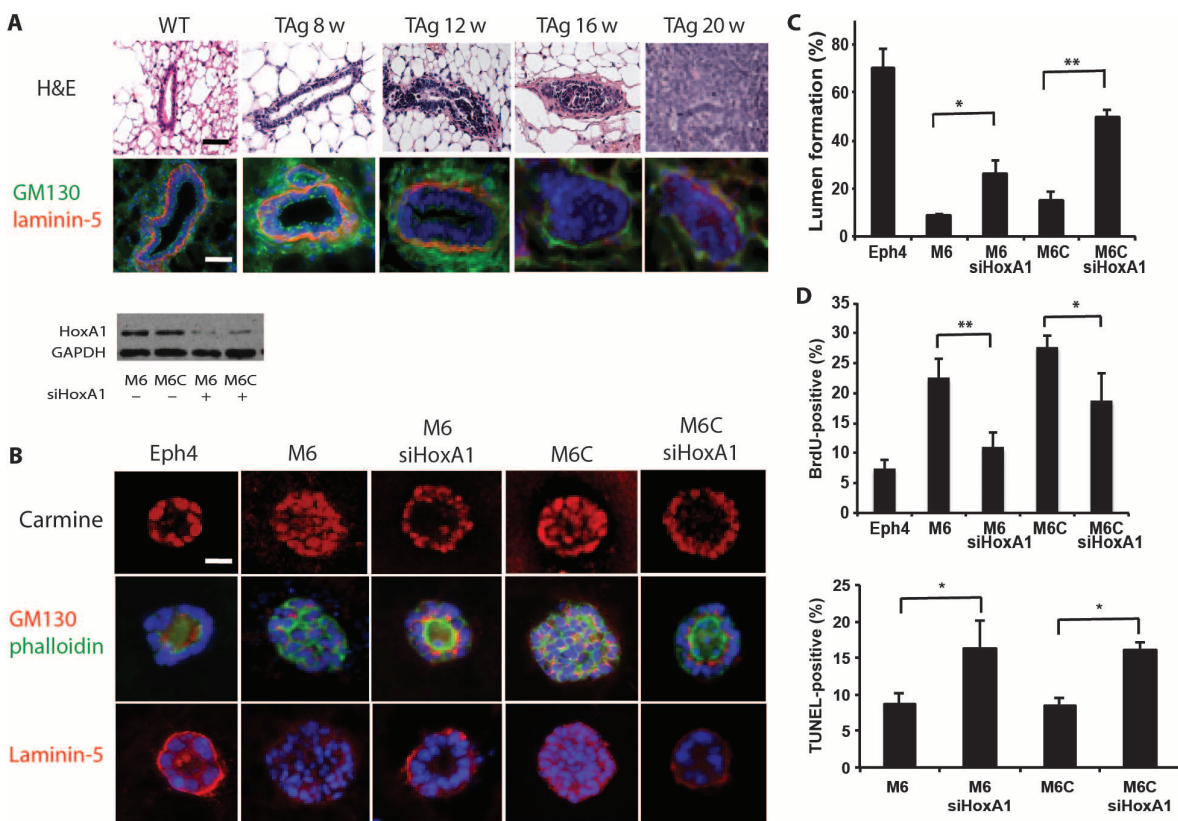 A
WT TAg 8 w TAg 12 w TAg 16 w TAg 20 w
H&E
GM130
laminin-5
HoxA1
GAPDH
M6 M6C M6 M6C
siHoxA1 – – + +
B
Eph4 M6 M6 siHoxA1 M6C M6C siHoxA1
Carmine
GM130
phalloidin
Laminin-5
C
Lumen formation (%)
80
60
40
20
0
* **
Eph4 M6 M6 siHoxA1 M6C M6C siHoxA1
D
BrdU-positive (%)
35
30
25
20
15
10
5
0
** *
Eph4 M6 M6 siHoxA1 M6C M6C siHoxA1
TUNEL-positive (%)
25
20
15
10
5
0
* *
M6 M6 siHoxA1 M6C M6C siHoxA1